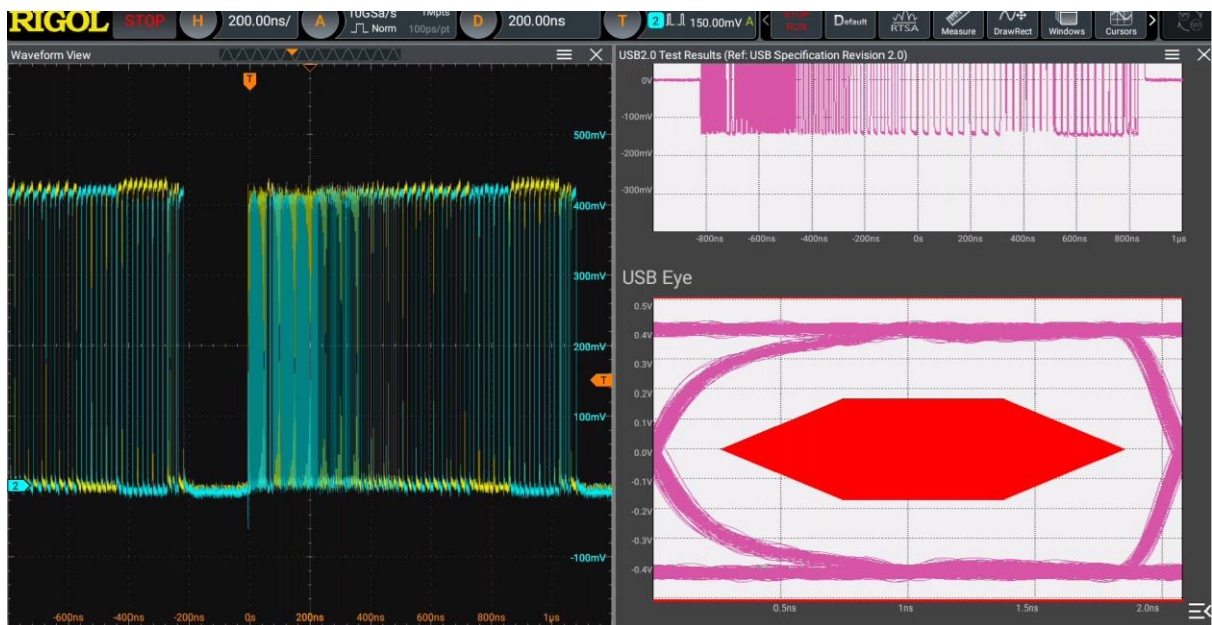 RIGOL STOP H 200.00ns/ A 10GSa/s 1Mpts D 200.00ns T 2 150.00mV A STOP Default RTSA Measure DrawRect Windows Cursors
Norm 100ps/pt RUN
Waveform View
T
500mV
400mV
300mV
200mV
T
100mV
2
-100mV
-600ns -400ns -200ns 0s 200ns 400ns 600ns 800ns 1μs
USB2.0 Test Results (Ref: USB Specification Revision 2.0)
0V
-100mV
-200mV
-300mV
-800ns -600ns -400ns -200ns 0s 200ns 400ns 600ns 800ns 1μs
USB Eye
0.5V
0.4V
0.3V
0.2V
0.1V
0.0V
-0.1V
-0.2V
-0.3V
-0.4V
0.5ns 1ns 1.5ns 2.0ns